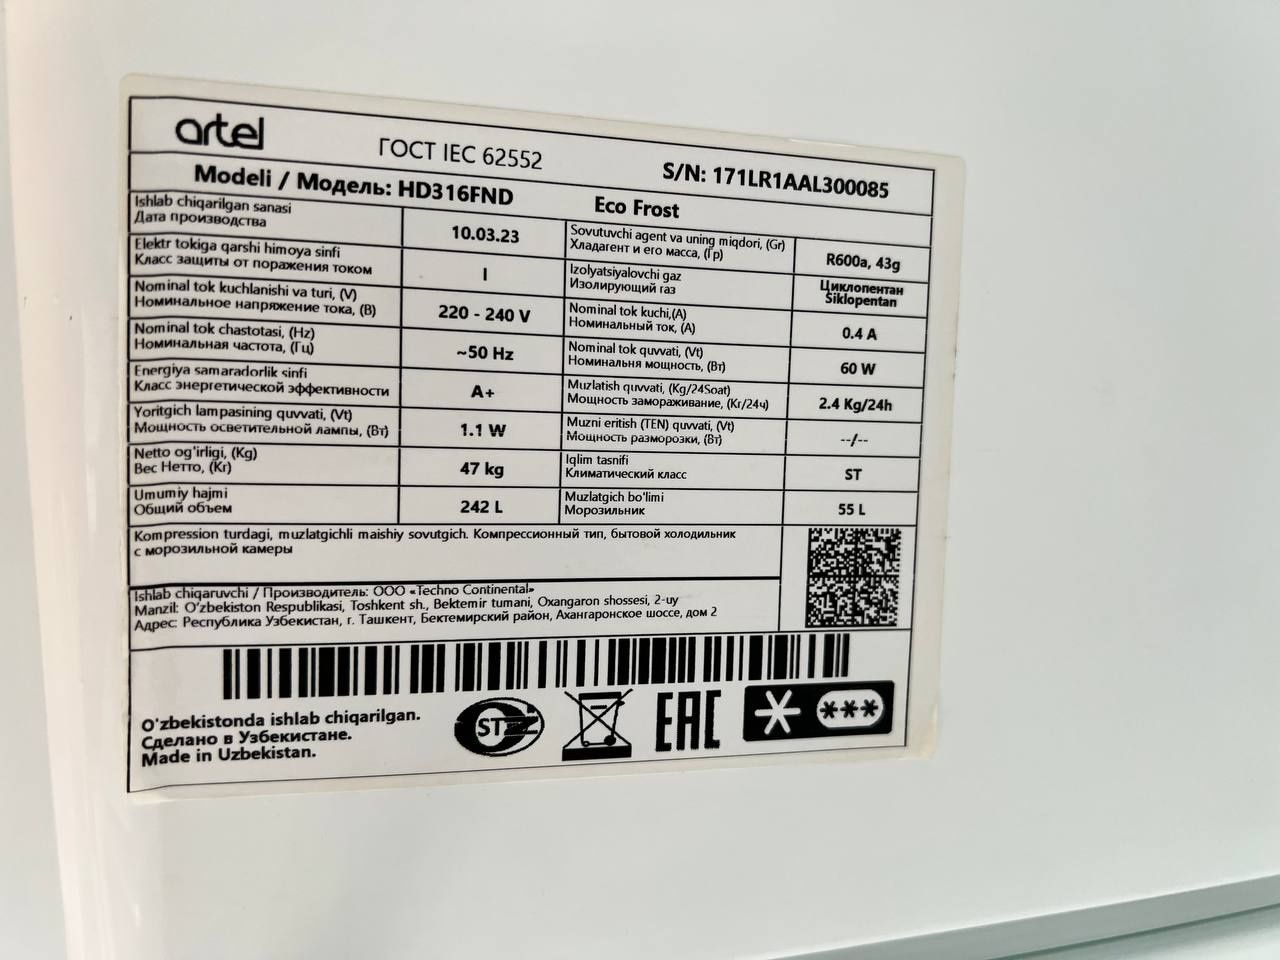 artel
ГОСТ IEC 62552
S/N: 171LR1AAL300085
Modeli / Модель: HD316FND
Eco Frost
Ishlab chiqarilgan sanasi
Дата производства
10.03.23
Sovutuvchi agent va uning miqdori, (Gr)
Хладагент и его масса, (Гр)
R600a, 43g
Elektr tokiga qarshi himoya sinfi
Класс защиты от поражения током
I
Izolyatsiyalovchi gaz
Изолирующий газ
Циклопентан
Siklopentan
Nominal tok kuchlanishi va turi, (V)
Номинальное напряжение тока, (В)
220 - 240 V
Nominal tok kuchi,(A)
Номинальный ток, (А)
0.4 A
Nominal tok chastotasi, (Hz)
Номинальная частота, (Гц)
~50 Hz
Nominal tok quvvati, (Vt)
Номинальня мощность, (Вт)
60 W
Energiya samaradorlik sinfi
Класс энергетической эффективности
A+
Muzlatish quvvati, (Kg/24Soat)
Мощность замораживание, (Кг/24ч)
2.4 Kg/24h
Yoritgich lampasining quvvati, (Vt)
Мощность осветительной лампы, (Вт)
1.1 W
Muzni eritish (TEN) quvvati, (Vt)
Мощность разморозки, (Вт)
--/--
Netto og'irligi, (Kg)
Вес Нетто, (Кг)
47 kg
Iqlim tasnifi
Климатический класс
ST
Umumiy hajmi
Общий объем
242 L
Muzlatgich bo'limi
Морозильник
55 L
Kompression turdagi, muzlatgichli maishiy sovutgich. Компрессионный тип, бытовой холодильник
с морозильной камеры
Ishlab chiqaruvchi / Производитель: ООО «Techno Continental»
Manzil: O'zbekiston Respublikasi, Toshkent sh., Bektemir tumani, Oxangaron shossesi, 2-uy
Адрес: Республика Узбекистан, г. Ташкент, Бектемирский район, Ахангаронское шоссе, дом 2
O'zbekistonda ishlab chiqarilgan.
Сделано в Узбекистане.
Made in Uzbekistan.
ST
EAC